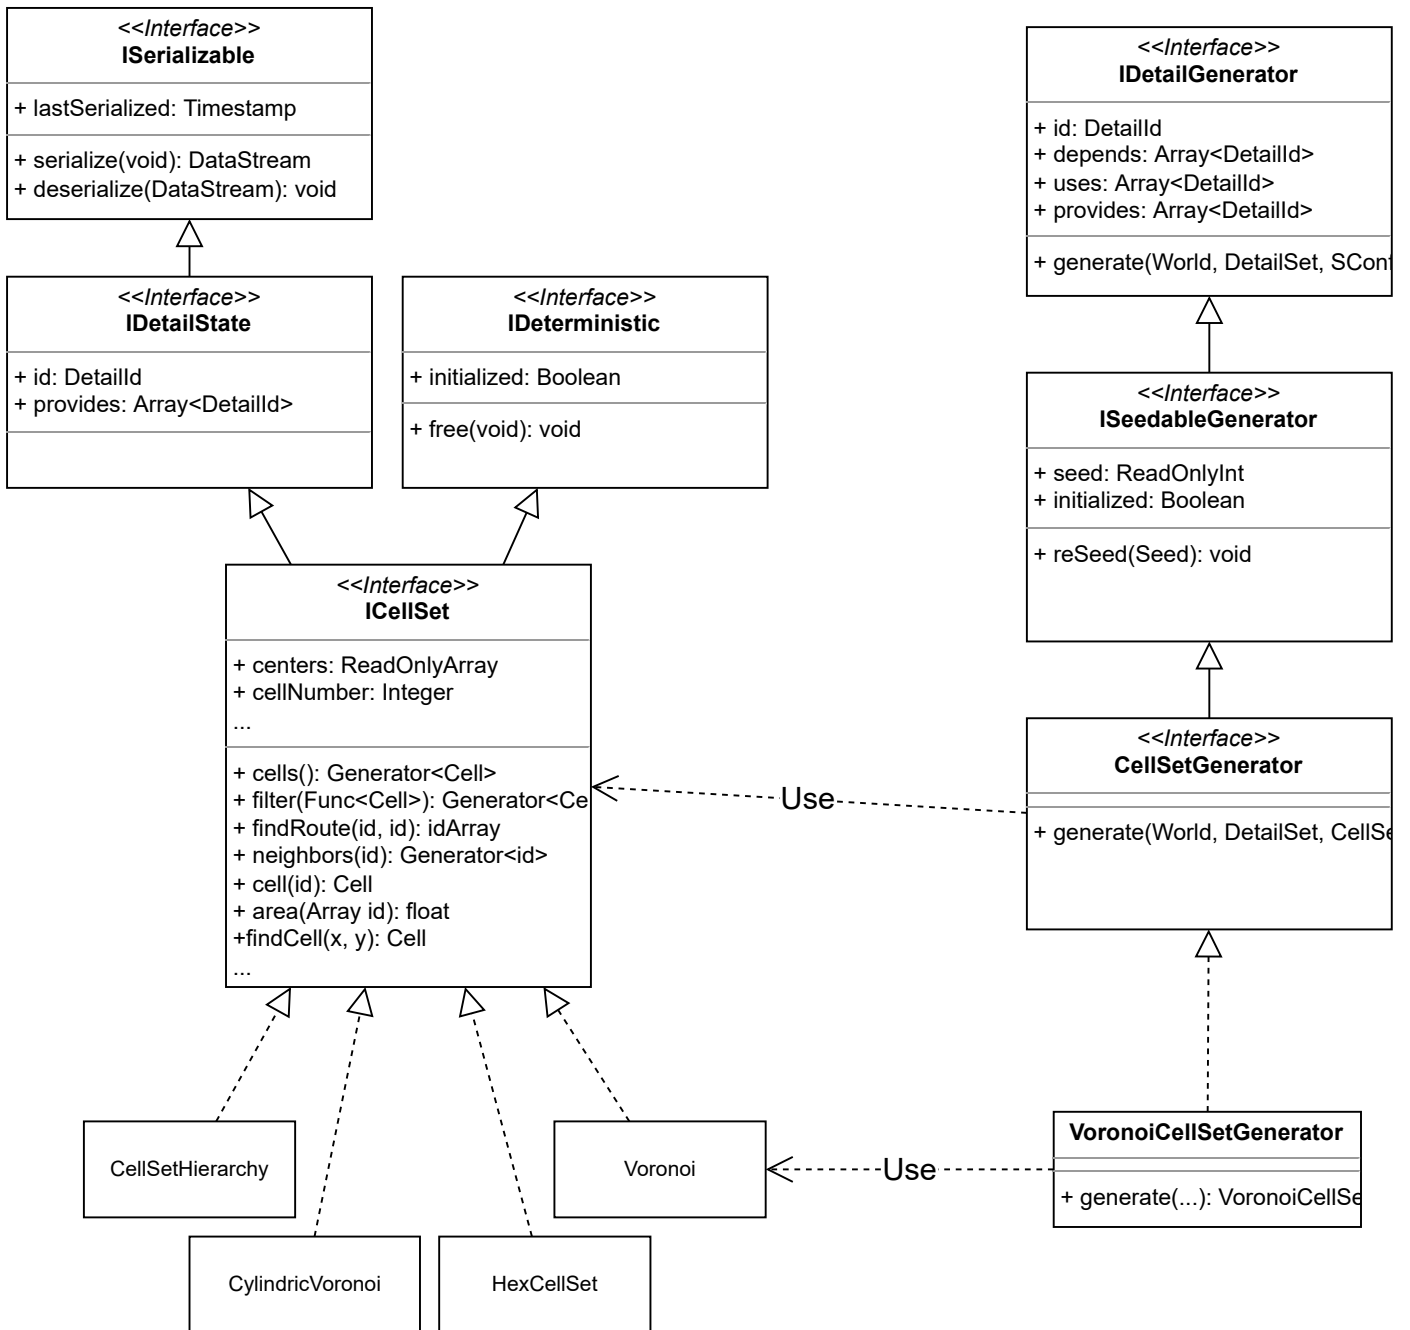 <<Interface>>
ISerializable
+ lastSerialized: Timestamp
+ serialize(void): DataStream
+ deserialize(DataStream): void
<<Interface>>
IDetailGenerator
+ id: DetailId
+ depends: Array<DetailId>
+ uses: Array<DetailId>
+ provides: Array<DetailId>
+ generate(World, DetailSet, SConf
<<Interface>>
IDetailState
+ id: DetailId
+ provides: Array<DetailId>
<<Interface>>
IDeterministic
+ initialized: Boolean
+ free(void): void
<<Interface>>
ISeedableGenerator
+ seed: ReadOnlyInt
+ initialized: Boolean
+ reSeed(Seed): void
<<Interface>>
ICellSet
+ centers: ReadOnlyArray
+ cellNumber: Integer
...
+ cells(): Generator<Cell>
+ filter(Func<Cell>): Generator<Ce
+ findRoute(id, id): idArray
+ neighbors(id): Generator<id>
+ cell(id): Cell
+ area(Array id): float
+findCell(x, y): Cell
...
Use
<<Interface>>
CellSetGenerator
+ generate(World, DetailSet, CellSe
CellSetHierarchy
Voronoi
Use
VoronoiCellSetGenerator
+ generate(...): VoronoiCellSe
CylindricVoronoi
HexCellSet